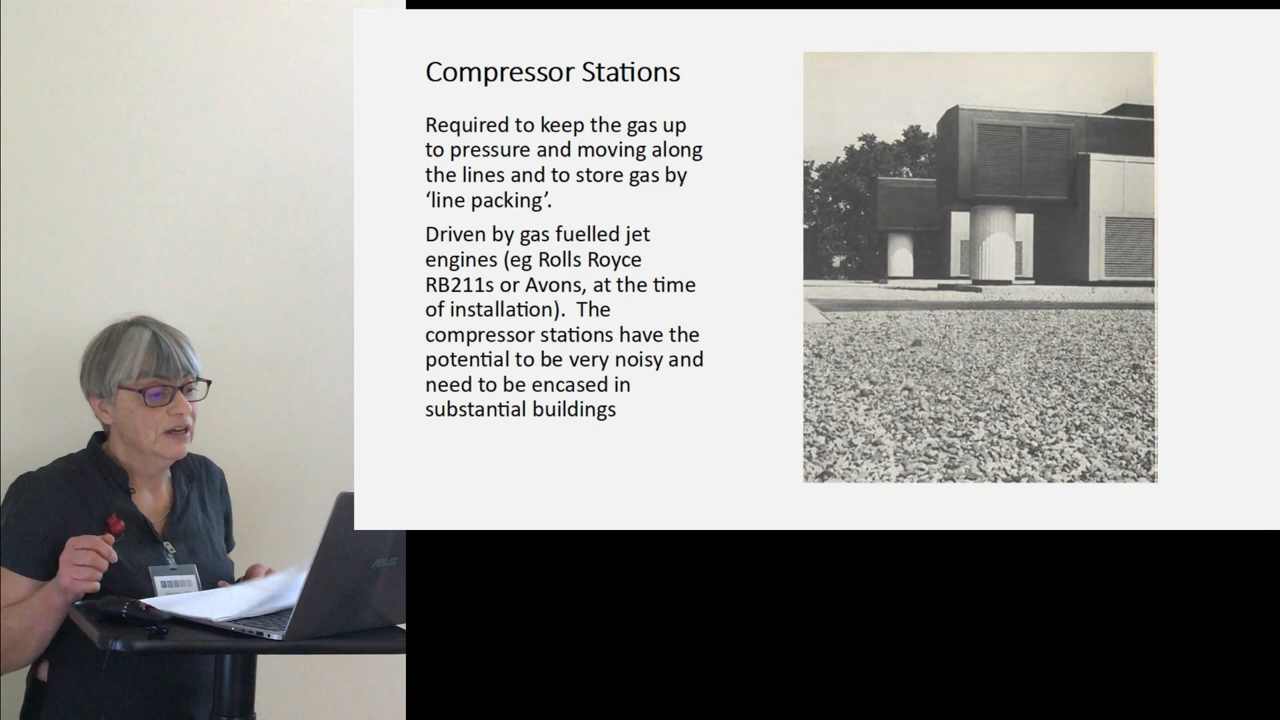 Compressor Stations
Required to keep the gas up
to pressure and moving along
the lines and to store gas by
‘line packing’.
Driven by gas fuelled jet
engines (eg Rolls Royce
RB211s or Avons, at the time
of installation).  The
compressor stations have the
potential to be very noisy and
need to be encased in
substantial buildings
ASUS